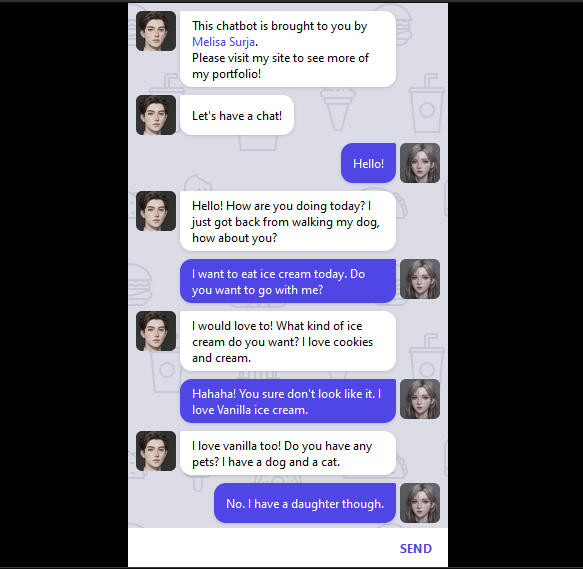 This chatbot is brought to you by
Melisa Surja.
Please visit my site to see more of
my portfolio!
Let's have a chat!
Hello!
Hello! How are you doing today? I
just got back from walking my dog,
how about you?
I want to eat ice cream today. Do
you want to go with me?
I would love to! What kind of ice
cream do you want? I love cookies
and cream.
Hahaha! You sure don't look like it. I
love Vanilla ice cream.
I love vanilla too! Do you have any
pets? I have a dog and a cat.
No. I have a daughter though.
SEND